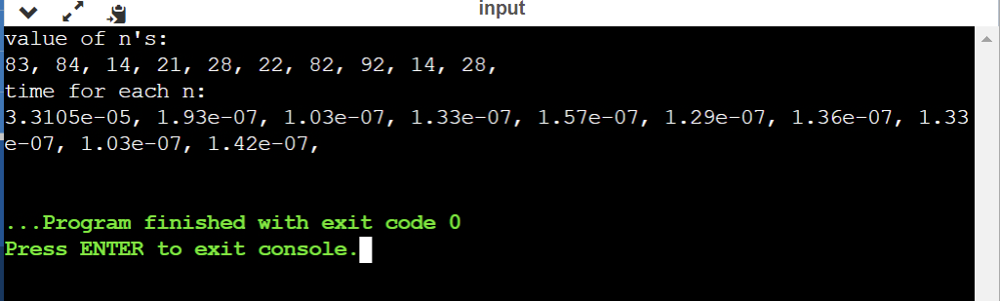 input
value of n's:
83, 84, 14, 21, 28, 22, 82, 92, 14, 28,
time for each n:
3.3105e-05, 1.93e-07, 1.03e-07, 1.33e-07, 1.57e-07, 1.29e-07, 1.36e-07, 1.33
e-07, 1.03e-07, 1.42e-07,
...Program finished with exit code 0
Press ENTER to exit console.